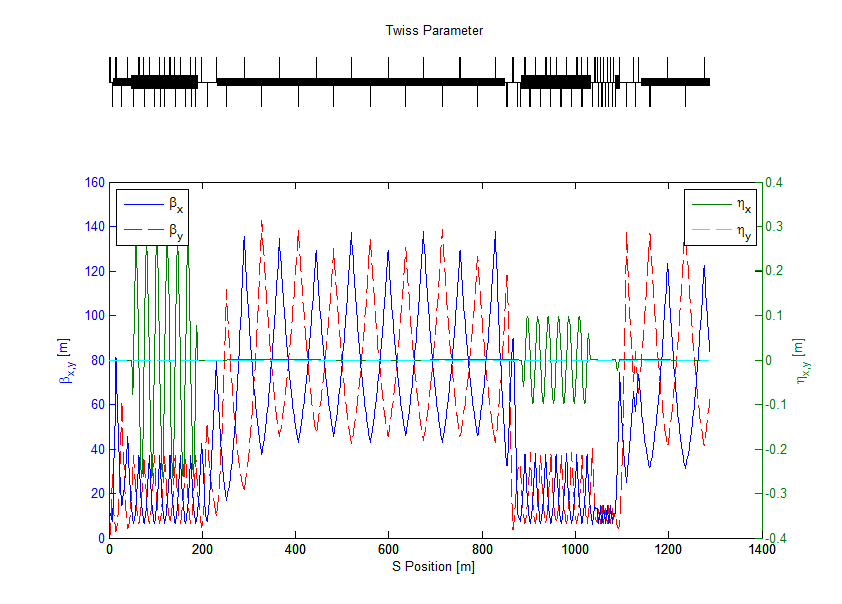 Twiss Parameter
160
140
120
100
80
60
40
20
0
β_x,y [m]
β_x
β_y
η_x
η_y
0.4
0.3
0.2
0.1
0
-0.1
-0.2
-0.3
-0.4
η_x,y [m]
0 200 400 600 800 1000 1200 1400
S Position [m]